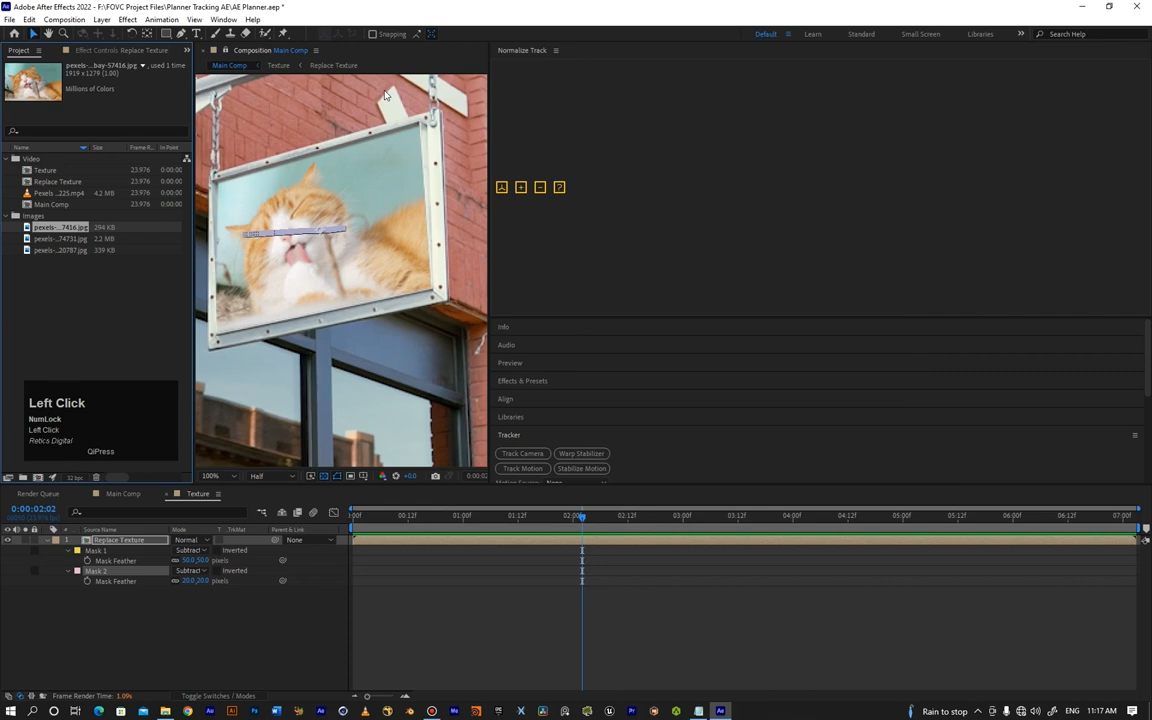 Adobe After Effects 2022 - F:\FOVC Project Files\Planner Tracking AE\AE Planner.aep *
File Edit Composition Layer Effect Animation View Window Help
Snapping Default Learn Standard Small Screen Libraries Search Help
Project Effect Controls Replace Texture Composition Main Comp Normalize Track
Main Comp Texture Replace Texture
pexels-...bay-57416.jpg , used 1 time
1919 x 1279 (1.00)
Millions of Colors
Name Size Frame R.. In Point
Video
Texture 23.976 0:00:00
Replace Texture 23.976 0:00:00
Pexels ...225.mp4 4.2 MB 23.976 0:00:00
Main Comp 23.976 0:00:00
Images
pexels-...7416.jpg 294 KB
pexels-...74731.jpg 2.2 MB
pexels-...20787.jpg 339 KB
Info
Audio
Preview
Effects & Presets
Align
Libraries
Tracker
Track Camera Warp Stabilizer
Track Motion Stabilize Motion
Left Click
NumLock
Left Click
Retics Digital
QiPress
32 bpc 100% Half +0.0 0:00:02
Render Queue Main Comp Texture
0:00:02:02
:00f 00:12f 01:00f 01:12f 02:00f 02:12f 03:00f 03:12f 04:00f 04:12f 05:00f 05:12f 06:00f 06:12f 07:00f
# Source Name Mode T .TrkMat Parent & Link
1 Replace Texture Normal None
Mask 1 Subtract Inverted
Mask Feather 50.0,50.0 pixels
Mask 2 Subtract Inverted
Mask Feather 20.0,20.0 pixels
Frame Render Time: 1.09s Toggle Switches / Modes
Rain to stop ENG 11:17 AM